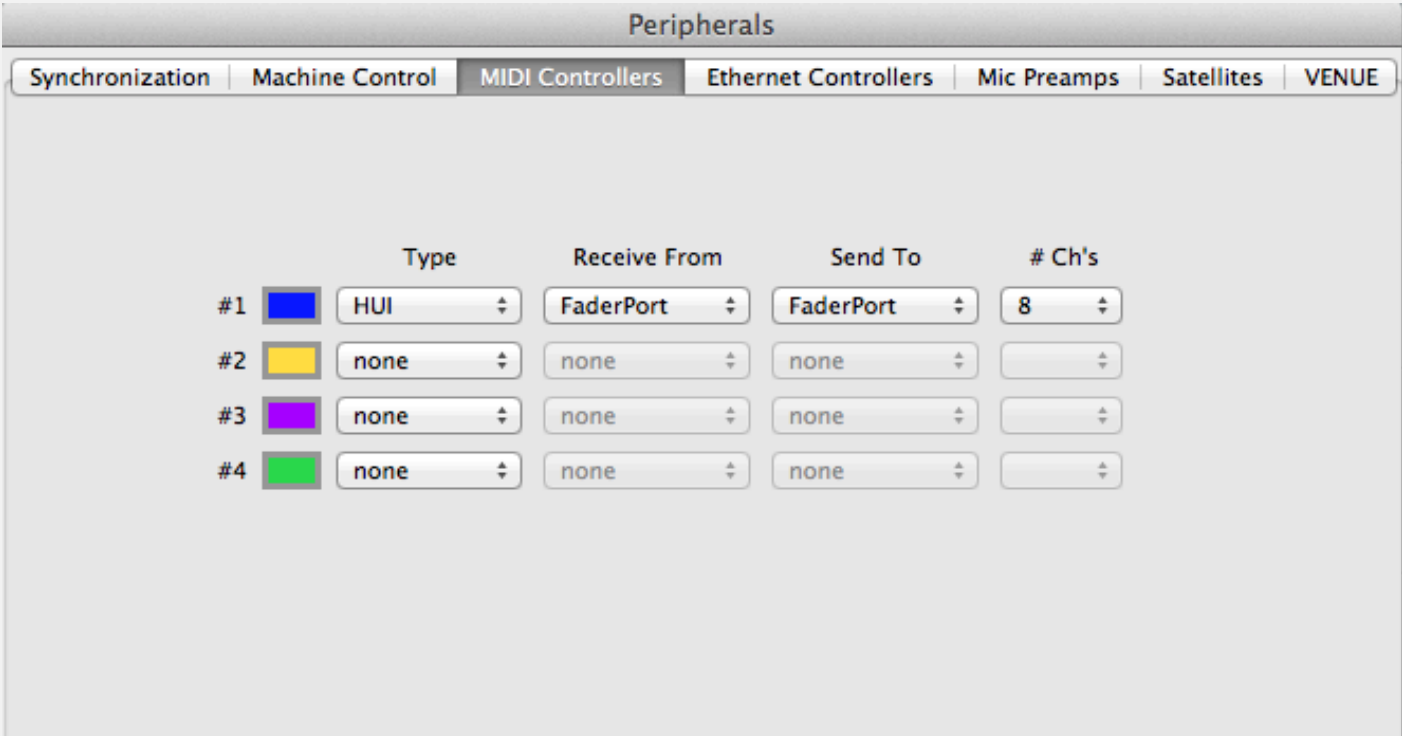 Peripherals
Synchronization Machine Control MIDI Controllers Ethernet Controllers Mic Preamps Satellites VENUE
Type Receive From Send To # Ch's
#1 HUI FaderPort FaderPort 8
#2 none none none
#3 none none none
#4 none none none